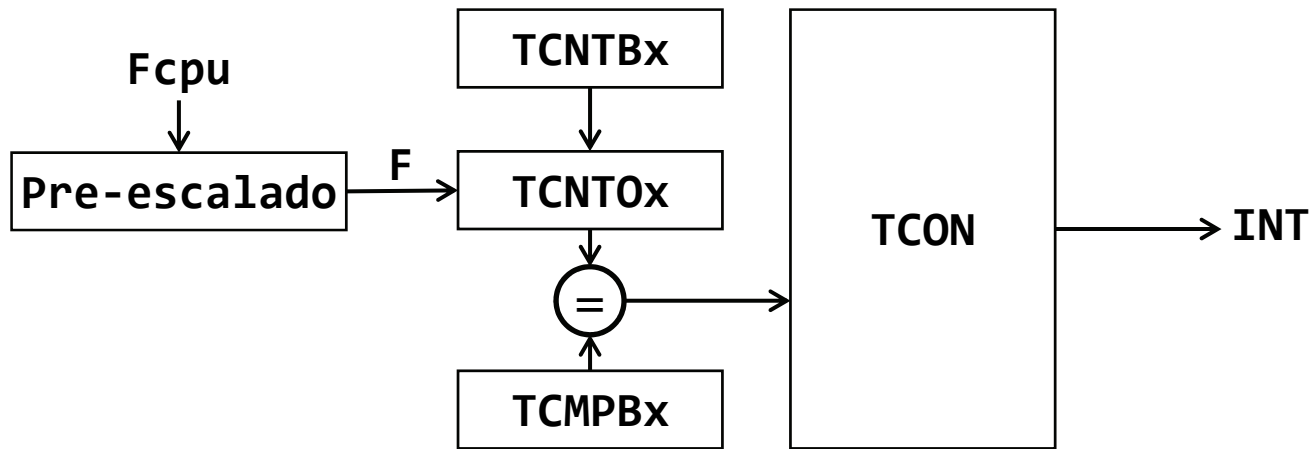 TCNTBx
Fcpu
Pre-escalado
F
TCNTOx
TCON
INT
=
TCMPBx